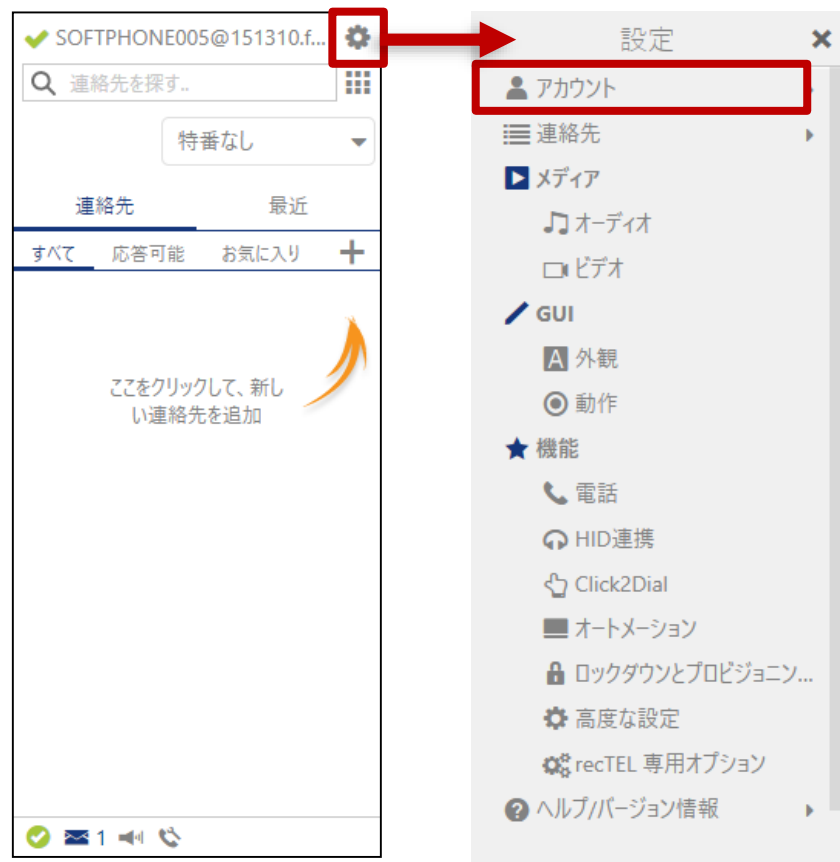 SOFTPHONE005@151310.f...
連絡先を探す..
特番なし
連絡先 最近
すべて 応答可能 お気に入り
ここをクリックして、新し
い連絡先を追加
1
設定
アカウント
連絡先
メディア
オーディオ
ビデオ
GUI
A 外観
動作
機能
電話
HID連携
Click2Dial
オートメーション
ロックダウンとプロビジョニン...
高度な設定
recTEL 専用オプション
ヘルプ/バージョン情報